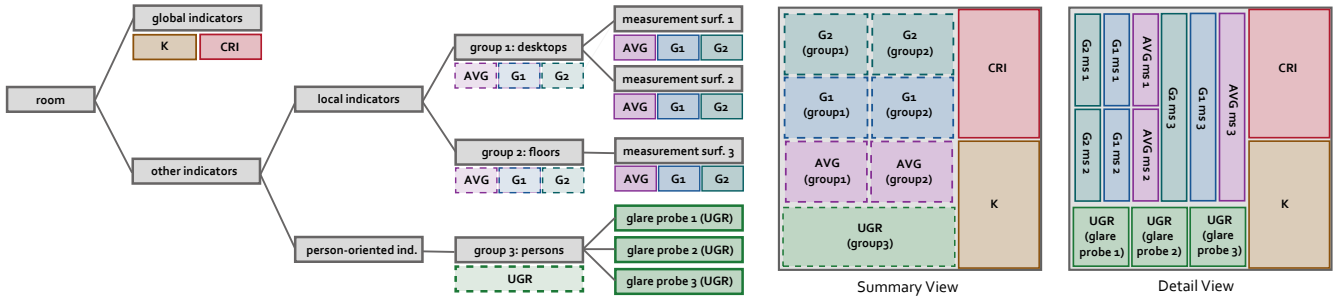 room
global indicators
K CRI
other indicators
local indicators
person-oriented ind.
group 1: desktops
AVG G1 G2
group 2: floors
AVG G1 G2
group 3: persons
UGR
measurement surf. 1
AVG G1 G2
measurement surf. 2
AVG G1 G2
measurement surf. 3
AVG G1 G2
glare probe 1 (UGR)
glare probe 2 (UGR)
glare probe 3 (UGR)
G2
(group1)
G2
(group2)
G1
(group1)
G1
(group2)
AVG
(group1)
AVG
(group2)
UGR
(group3)
CRI
K
Summary View
G2 ms 1
G1 ms 1
AVG ms 1
G2 ms 2
G1 ms 2
AVG ms 2
G2 ms 3
G1 ms 3
AVG ms 3
UGR
(glare
probe 1)
UGR
(glare
probe 2)
UGR
(glare
probe 3)
CRI
K
Detail View